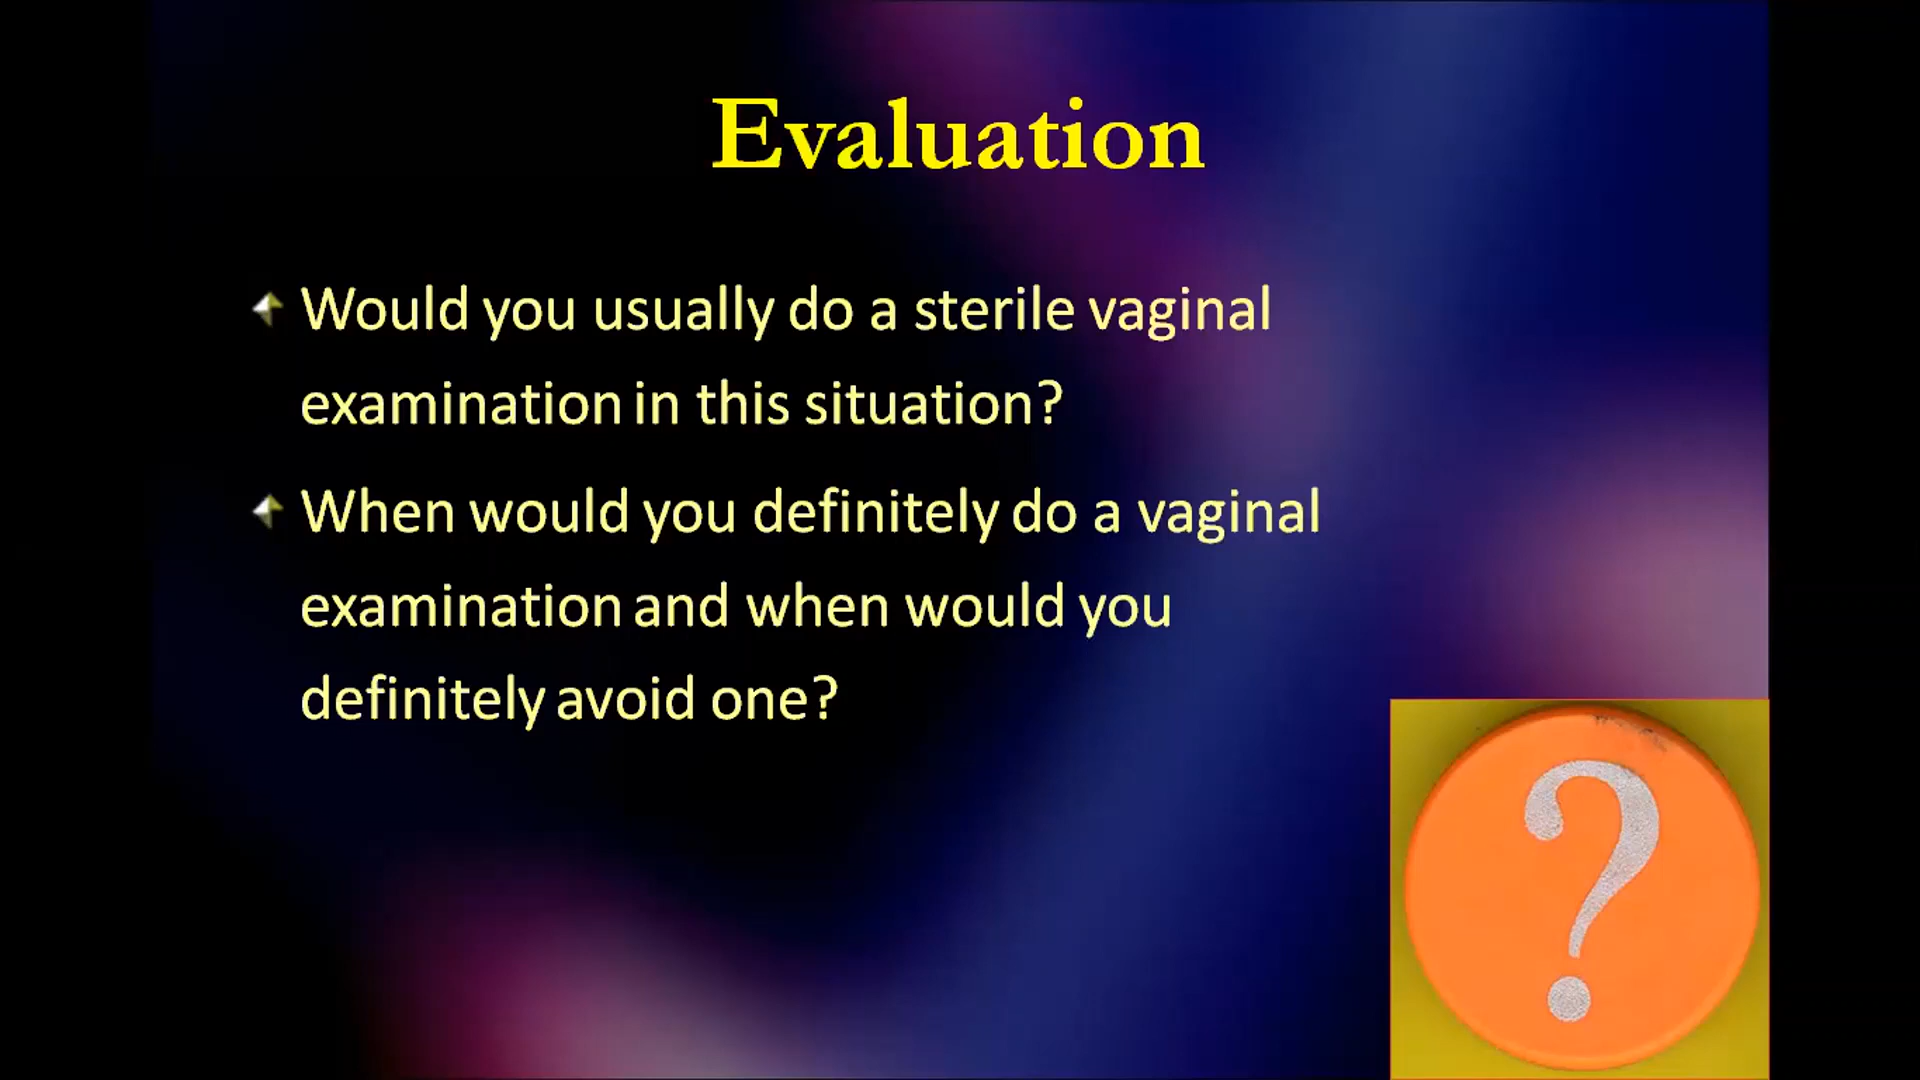 Evaluation
Would you usually do a sterile vaginal
examination in this situation?
When would you definitely do a vaginal
examination and when would you
definitely avoid one?
?